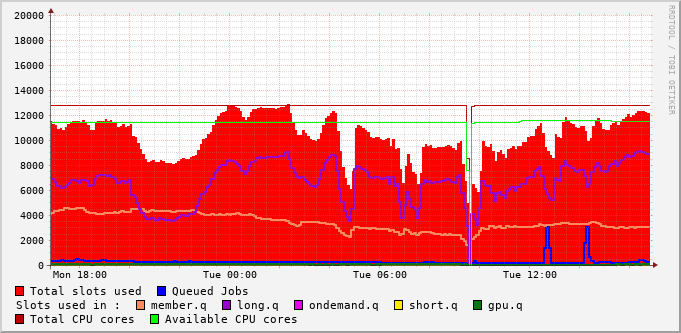 20000
18000
16000
14000
12000
10000
8000
6000
4000
2000
0
Mon 18:00 Tue 00:00 Tue 06:00 Tue 12:00
RRDTOOL / TOBI OETIKER
Total slots used Queued Jobs
Slots used in : member.q long.q ondemand.q short.q gpu.q
Total CPU cores Available CPU cores